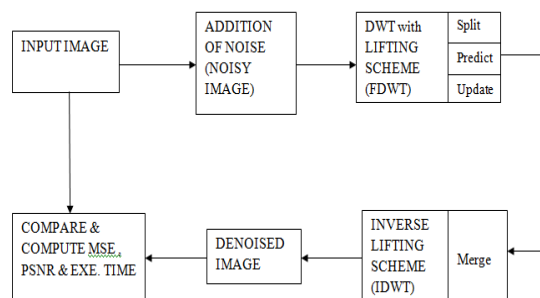 INPUT IMAGE
ADDITION
OF NOISE
(NOISY
IMAGE)
DWT with
LIFTING
SCHEME
(FDWT)
Split
Predict
Update
COMPARE &
COMPUTE MSE ,
PSNR & EXE. TIME
DENOISED
IMAGE
INVERSE
LIFTING
SCHEME
(IDWT)
Merge